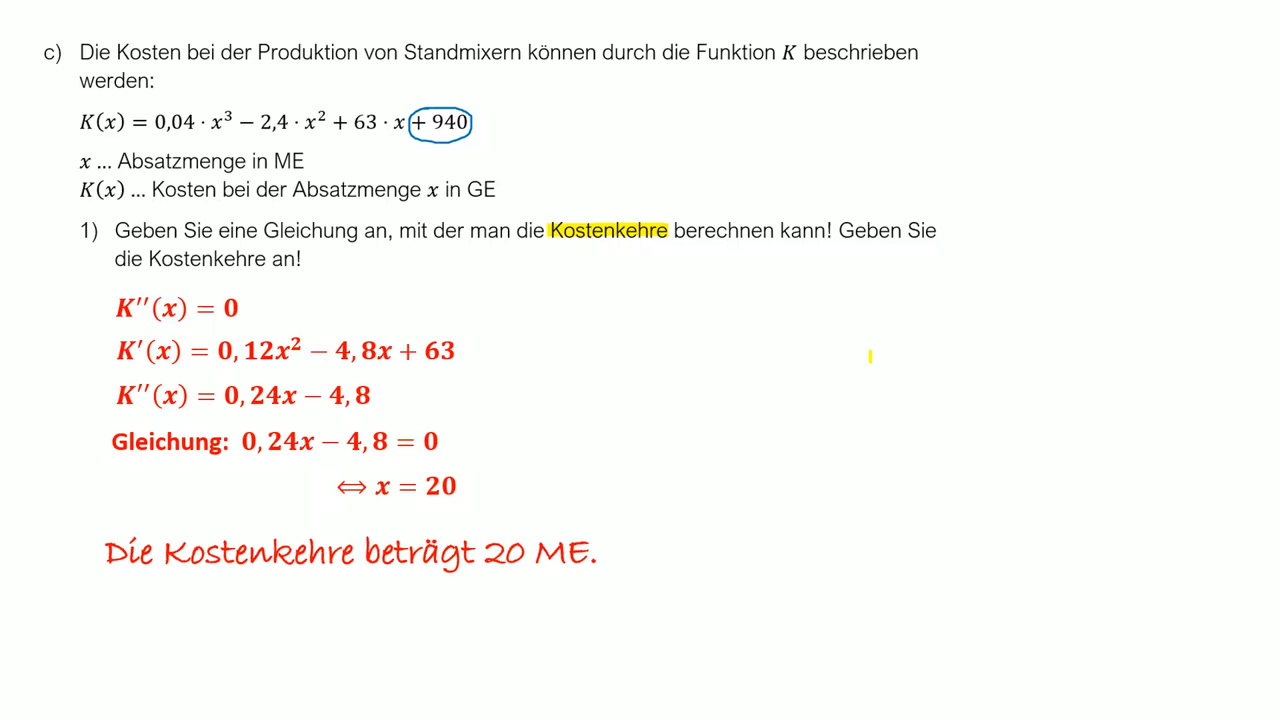 c) Die Kosten bei der Produktion von Standmixern können durch die Funktion K beschrieben
werden:
K(x) = 0,04 · x³ − 2,4 · x² + 63 · x + 940
x ... Absatzmenge in ME
K(x) ... Kosten bei der Absatzmenge x in GE
1) Geben Sie eine Gleichung an, mit der man die Kostenkehre berechnen kann! Geben Sie
die Kostenkehre an!
K′′(x) = 0
K′(x) = 0,12x² − 4,8x + 63
K′′(x) = 0,24x − 4,8
Gleichung: 0,24x − 4,8 = 0
⟺ x = 20
Die Kostenkehre beträgt 20 ME.